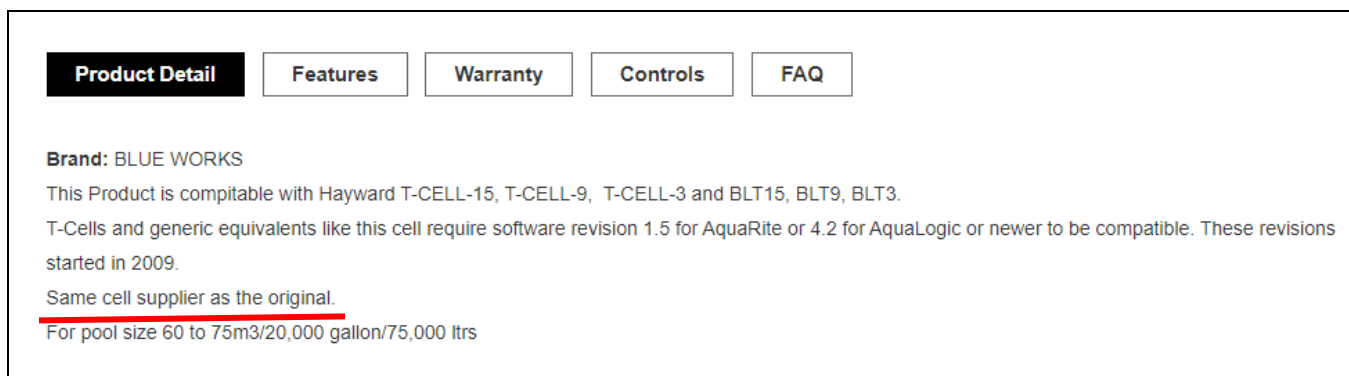 Product Detail Features Warranty Controls FAQ
Brand: BLUE WORKS
This Product is compitable with Hayward T-CELL-15, T-CELL-9, T-CELL-3 and BLT15, BLT9, BLT3.
T-Cells and generic equivalents like this cell require software revision 1.5 for AquaRite or 4.2 for AquaLogic or newer to be compatible. These revisions
started in 2009.
Same cell supplier as the original.
For pool size 60 to 75m3/20,000 gallon/75,000 ltrs